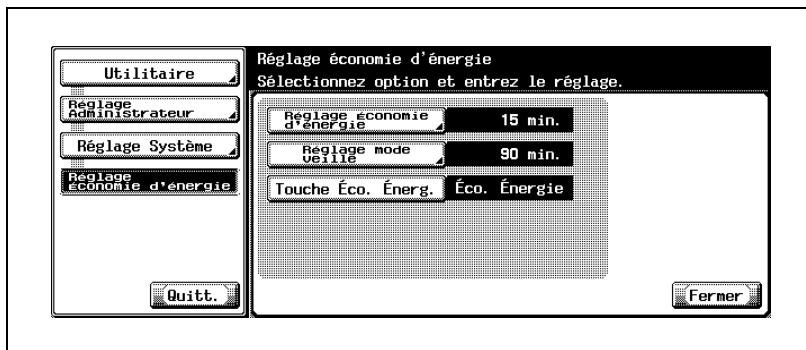 Utilitaire
Réglage
Administrateur
Réglage Système
Réglage
économie d'énergie
Quitt.
Réglage économie d'énergie
Sélectionnez option et entrez le réglage.
Réglage économie
d'énergie
15 min.
Réglage mode
veille
90 min.
Touche Éco. Énerg.
Éco. Énergie
Fermer